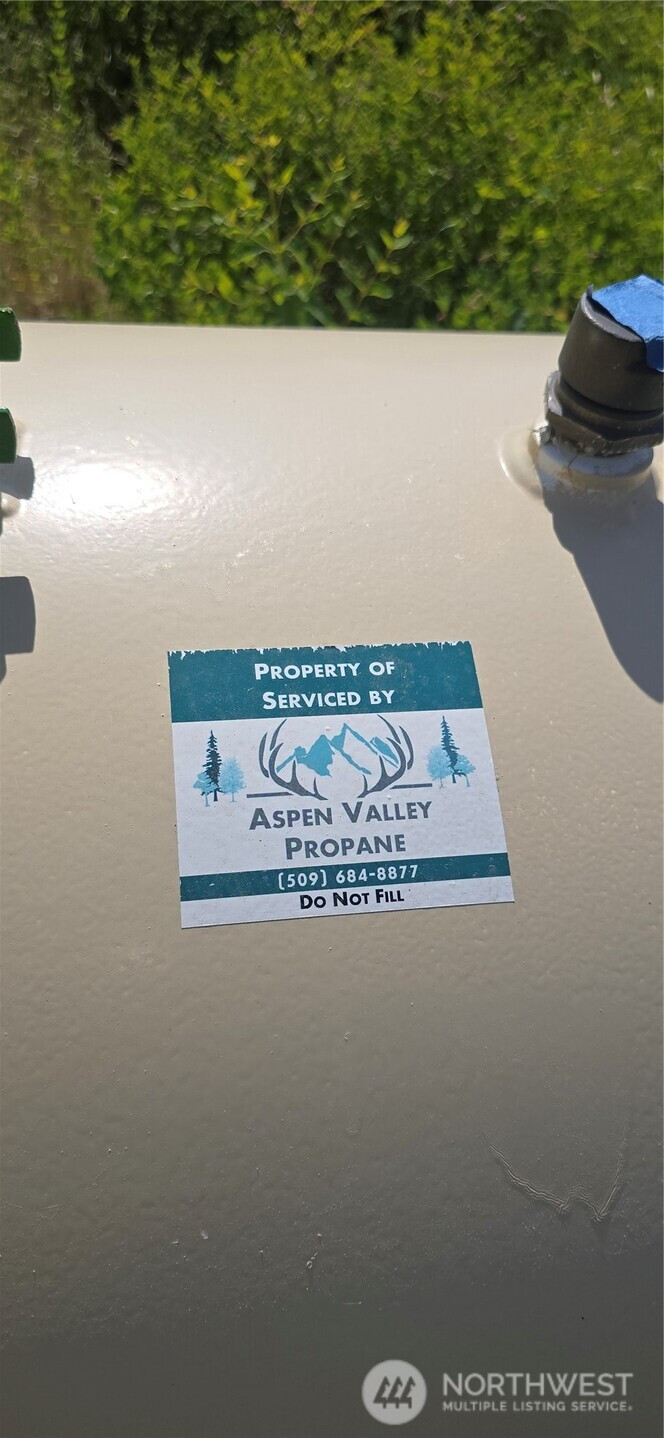 PROPERTY OF
SERVICED BY
ASPEN VALLEY
PROPANE
(509) 684-8877
DO NOT FILL
NORTHWEST
MULTIPLE LISTING SERVICE®